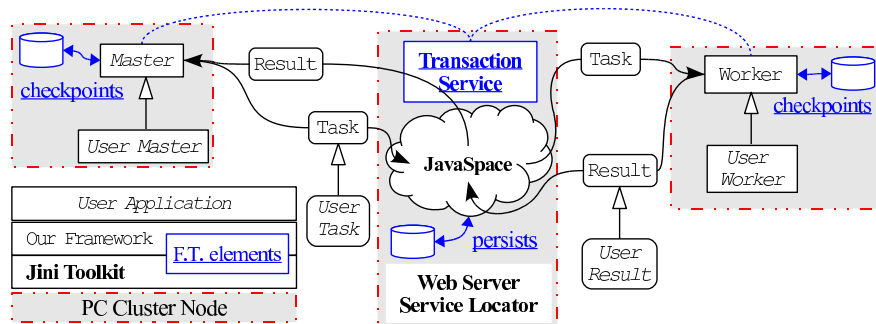 Master
checkpoints
User Master
Result
Task
User
Task
Transaction
Service
JavaSpace
persists
Web Server
Service Locator
Task
Result
User
Result
Worker
checkpoints
User
Worker
User Application
Our Framework
F.T. elements
Jini Toolkit
PC Cluster Node